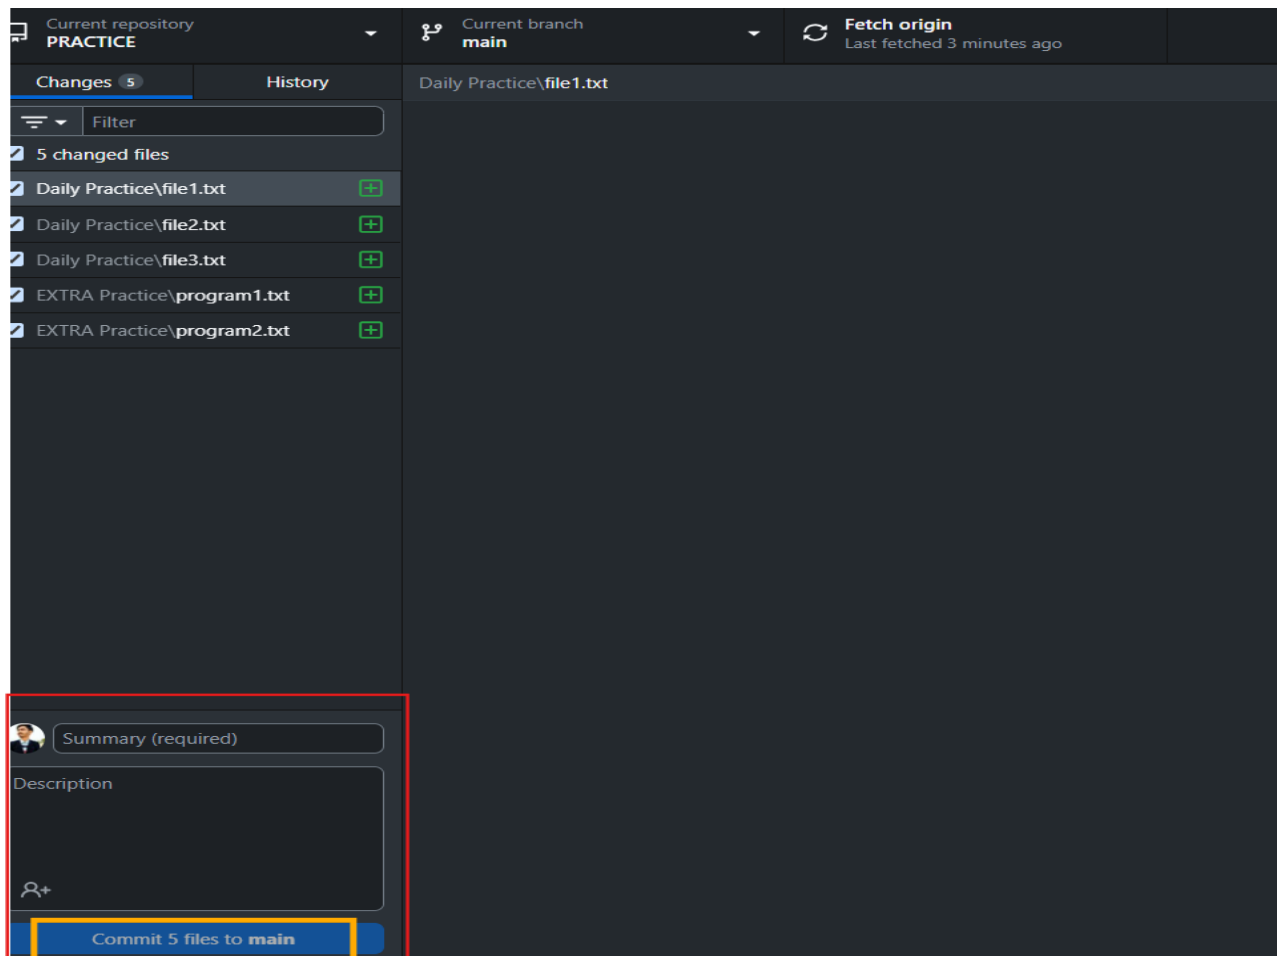 Current repository
PRACTICE
Current branch
main
Fetch origin
Last fetched 3 minutes ago
Changes 5
History
Daily Practice\file1.txt
Filter
5 changed files
Daily Practice\file1.txt
Daily Practice\file2.txt
Daily Practice\file3.txt
EXTRA Practice\program1.txt
EXTRA Practice\program2.txt
Summary (required)
Description
Commit 5 files to main